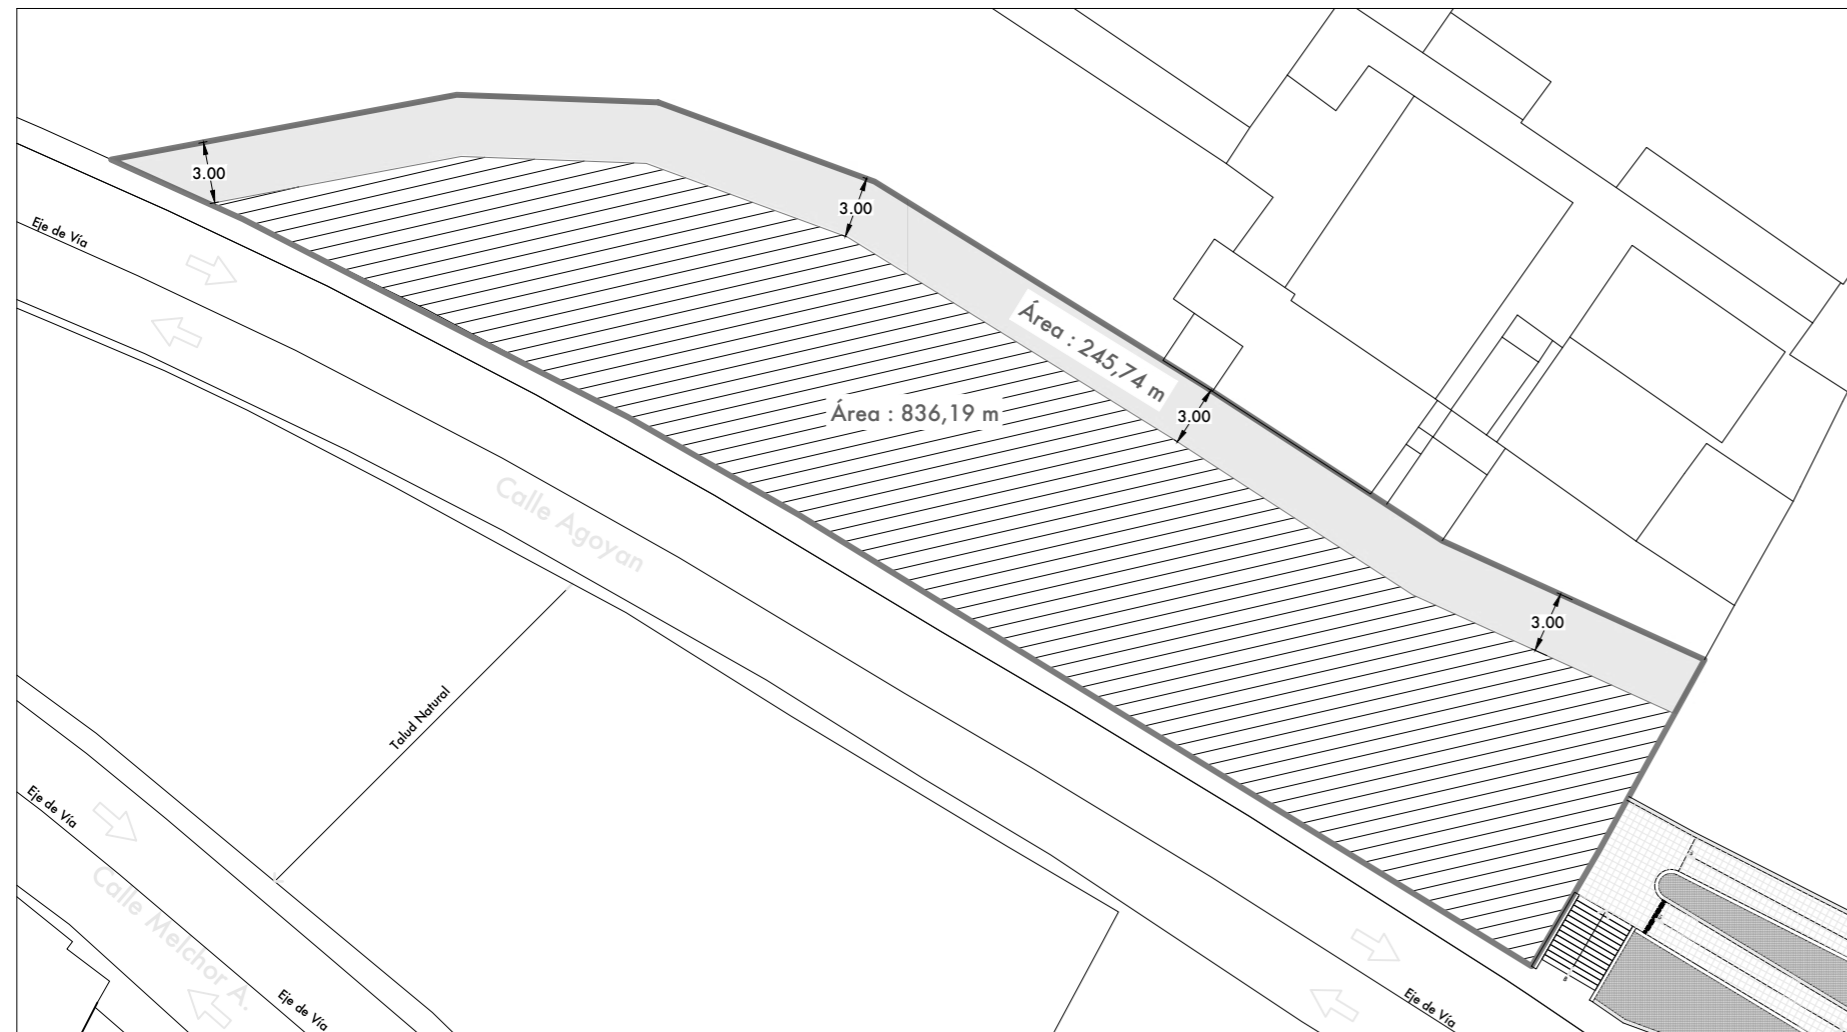 3.00
3.00
Eje de Vía
Área : 245,74 m
Área : 836,19 m
3.00
Calle Agoyan
3.00
Talud Natural
Eje de Vía
Calle Melchor A.
Eje de Vía
Eje de Vía